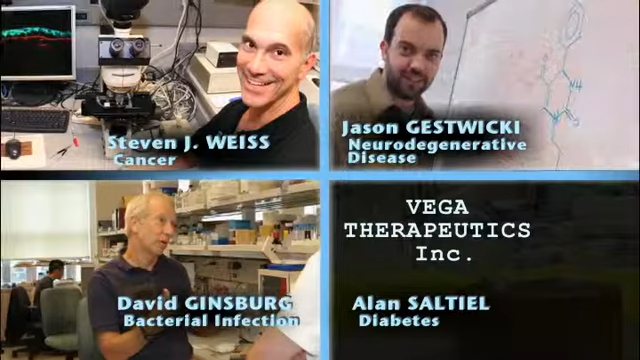 Steven J. WEISS
Cancer
Jason GESTWICKI
Neurodegenerative
Disease
David GINSBURG
Bacterial Infection
VEGA
THERAPEUTICS
Inc.
Alan SALTIEL
Diabetes